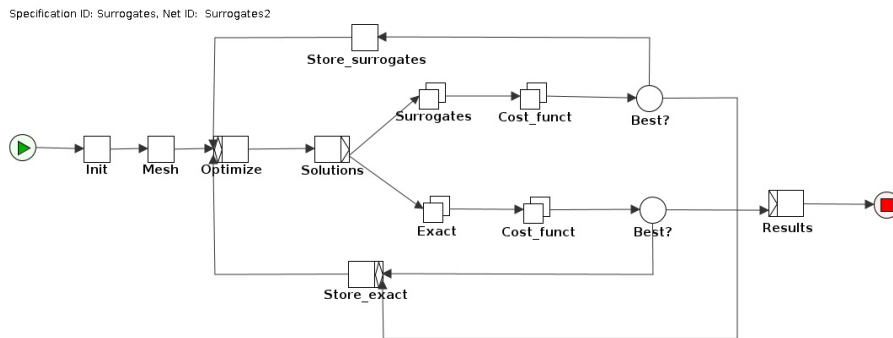 Specification ID: Surrogates, Net ID: Surrogates2
Store_surrogates
Surrogates
Cost_funct
Best?
Init
Mesh
Optimize
Solutions
Exact
Cost_funct
Best?
Results
Store_exact